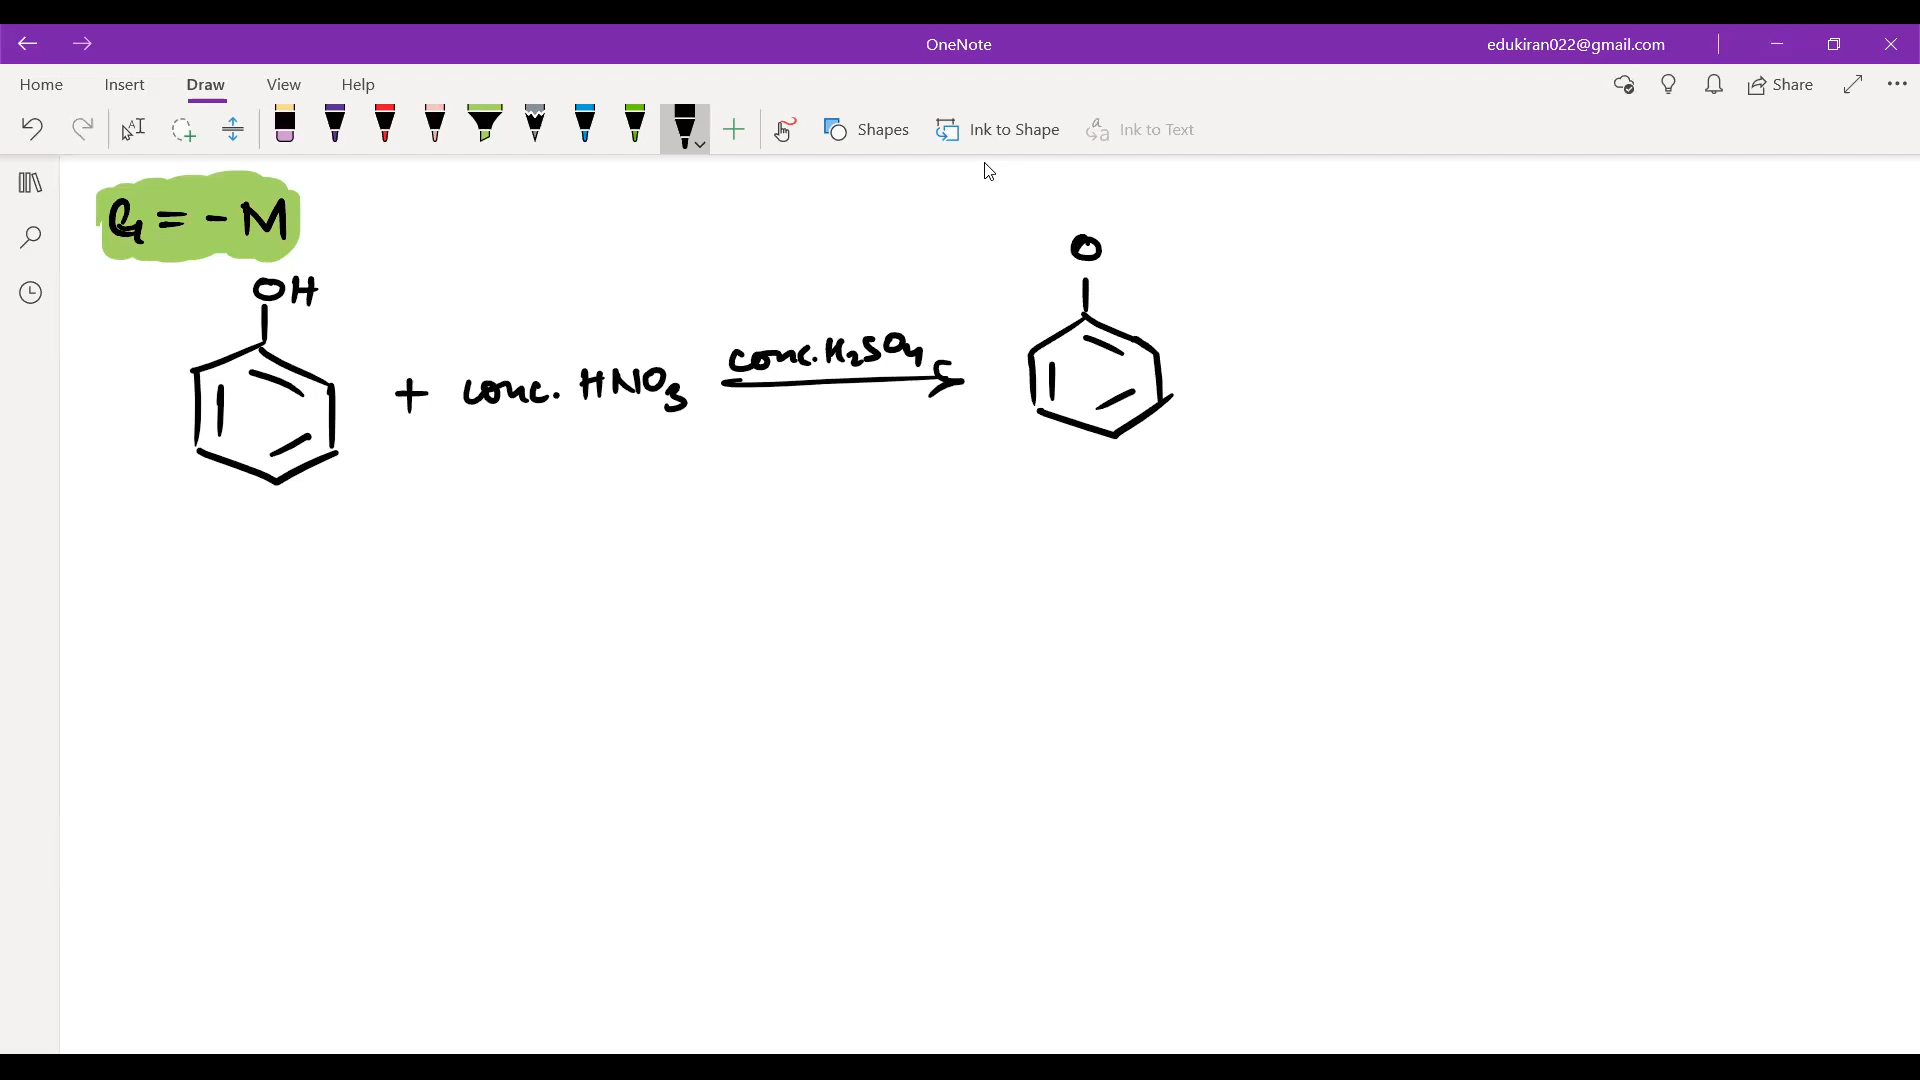 OneNote
edukiran022@gmail.com
Home Insert Draw View Help
Share
Shapes Ink to Shape Ink to Text
G = - M
OH
+ conc. HNO3
conc. H2SO4
O